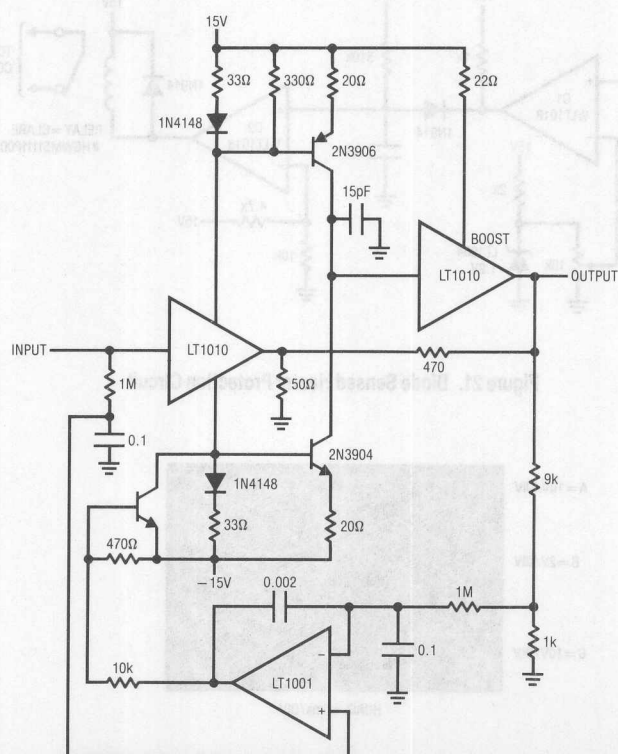 15V
33Ω
330Ω
20Ω
22Ω
1N4148
2N3906
15pF
BOOST
LT1010
OUTPUT
INPUT
LT1010
470
1M
50Ω
0.1
2N3904
1N4148
9k
33Ω
20Ω
470Ω
−15V
0.002
1M
10k
−
0.1
1k
LT1001
+
Figure 21. Diode Sensed
Protection Circuit